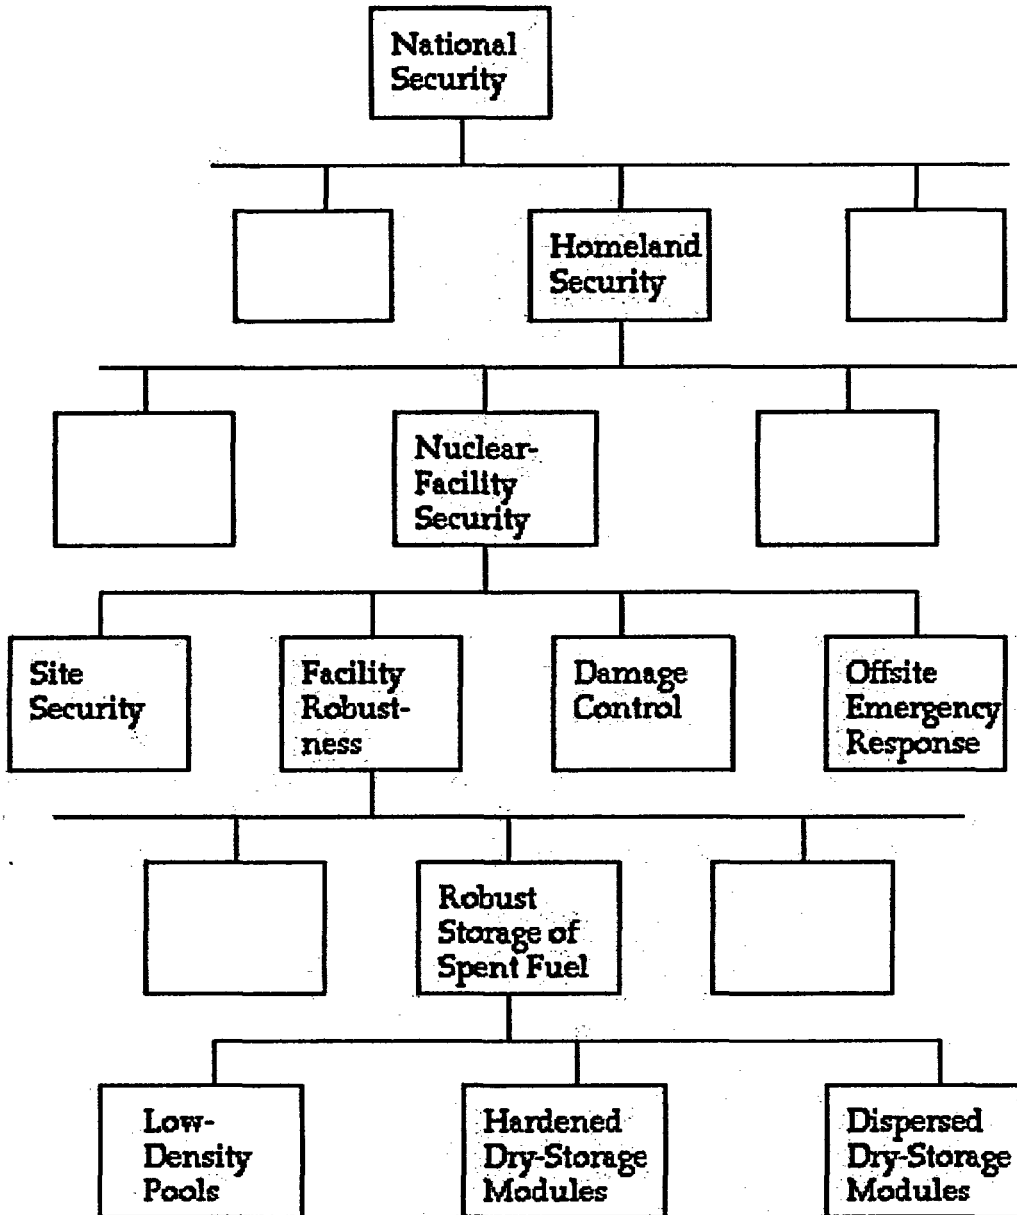 National
Security
Homeland
Security
Nuclear-
Facility
Security
Site
Security
Facility
Robust-
ness
Damage
Control
Offsite
Emergency
Response
Robust
Storage of
Spent Fuel
Low-
Density
Pools
Hardened
Dry-Storage
Modules
Dispersed
Dry-Storage
Modules